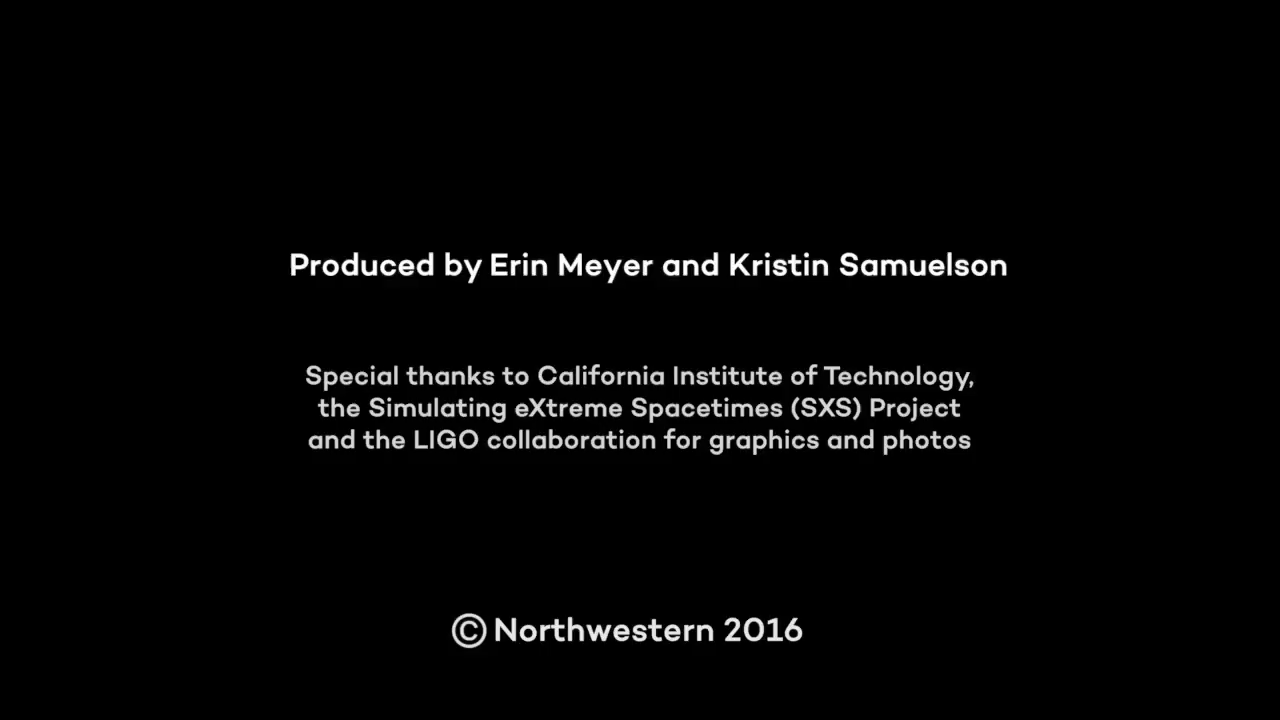 Produced by Erin Meyer and Kristin Samuelson
Special thanks to California Institute of Technology,
the Simulating eXtreme Spacetimes (SXS) Project
and the LIGO collaboration for graphics and photos
© Northwestern 2016